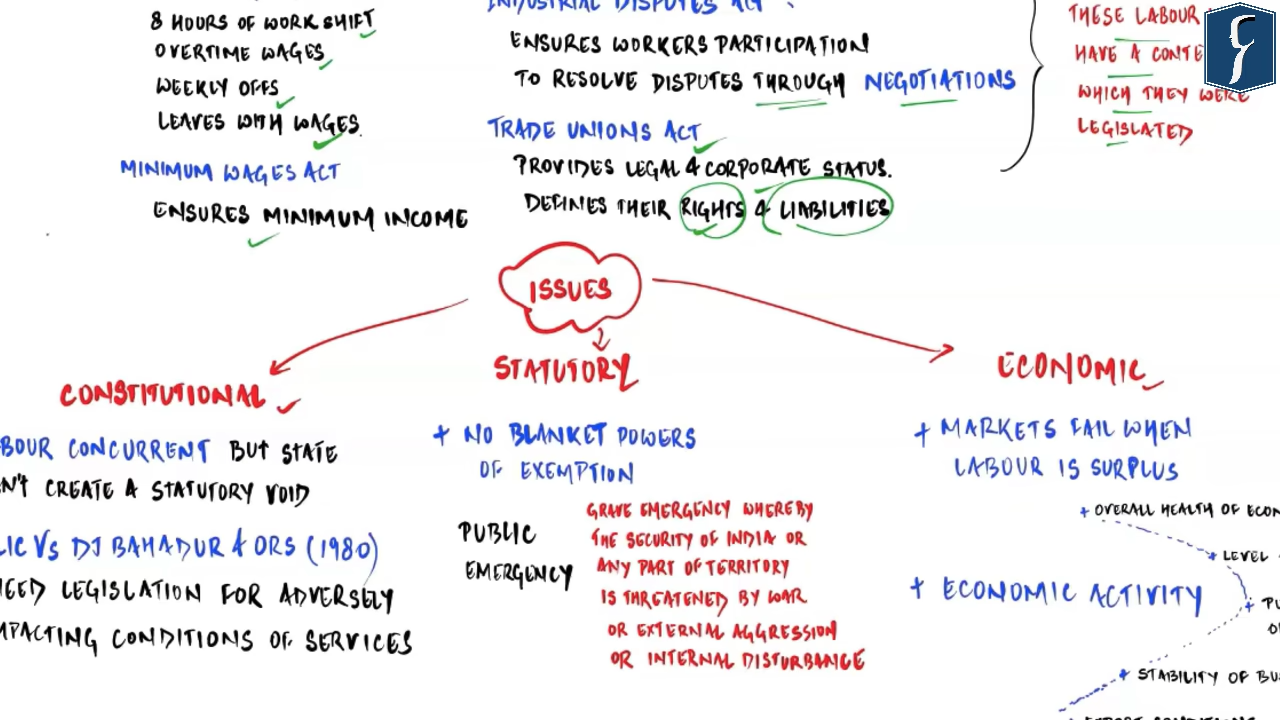 8 HOURS OF WORK SHIFT
OVERTIME WAGES
WEEKLY OFFS
LEAVES WITH WAGES.
MINIMUM WAGES ACT
ENSURES MINIMUM INCOME
INDUSTRIAL DISPUTES ACT
ENSURES WORKERS PARTICIPATION
TO RESOLVE DISPUTES THROUGH NEGOTIATIONS
TRADE UNIONS ACT
PROVIDES LEGAL & CORPORATE STATUS.
DEFINES THEIR RIGHTS & LIABILITIES
THESE LABOUR
HAVE A CONTE
WHICH THEY WERE
LEGISLATED
ISSUES
CONSTITUTIONAL
BOUR CONCURRENT BUT STATE
N'T CREATE A STATUTORY VOID
LIC VS DJ BAHADUR & ORS (1980)
NEED LEGISLATION FOR ADVERSELY
MPACTING CONDITIONS OF SERVICES
STATUTORY
+ NO BLANKET POWERS
OF EXEMPTION
PUBLIC
EMERGENCY
GRAVE EMERGENCY WHEREBY
THE SECURITY OF INDIA OR
ANY PART OF TERRITORY
IS THREATENED BY WAR
OR EXTERNAL AGGRESSION
OR INTERNAL DISTURBANCE
ECONOMIC
+ MARKETS FAIL WHEN
LABOUR IS SURPLUS
+ OVERALL HEALTH OF ECON
+ LEVEL
+ ECONOMIC ACTIVITY
+ PU
+ STABILITY OF BU